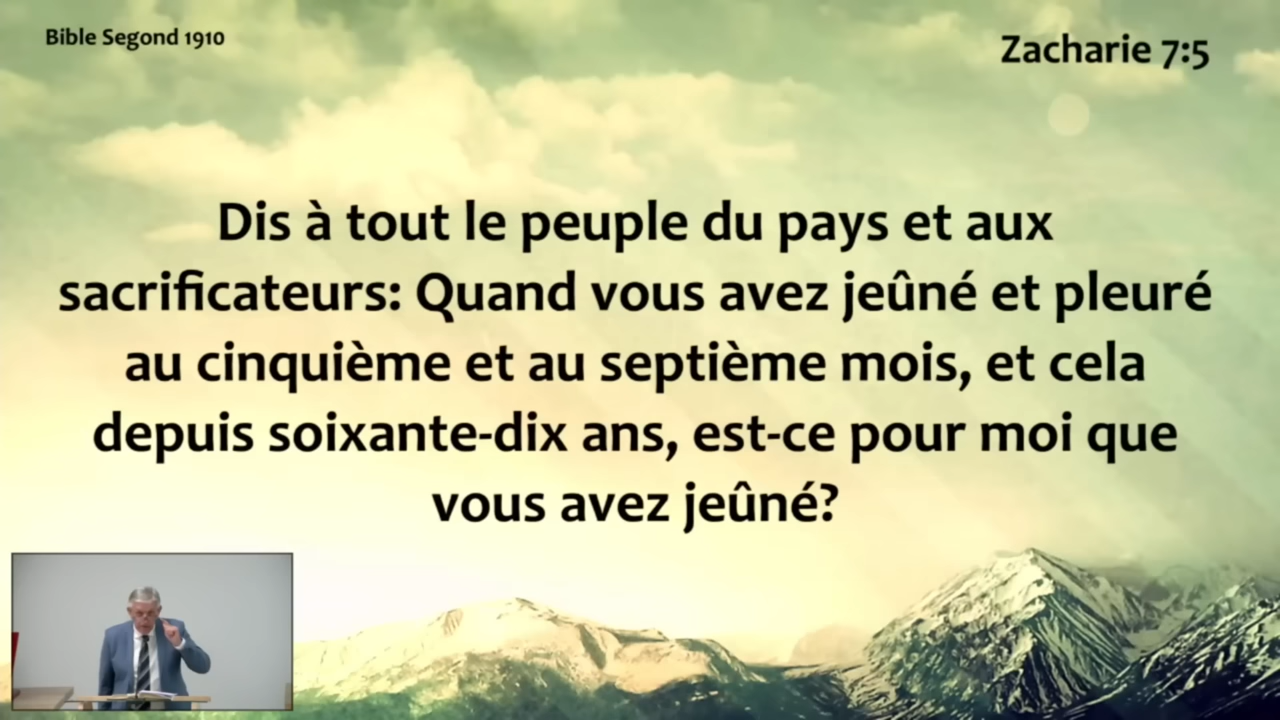 Bible Segond 1910
Zacharie 7:5
Dis à tout le peuple du pays et aux
sacrificateurs: Quand vous avez jeûné et pleuré
au cinquième et au septième mois, et cela
depuis soixante-dix ans, est-ce pour moi que
vous avez jeûné?